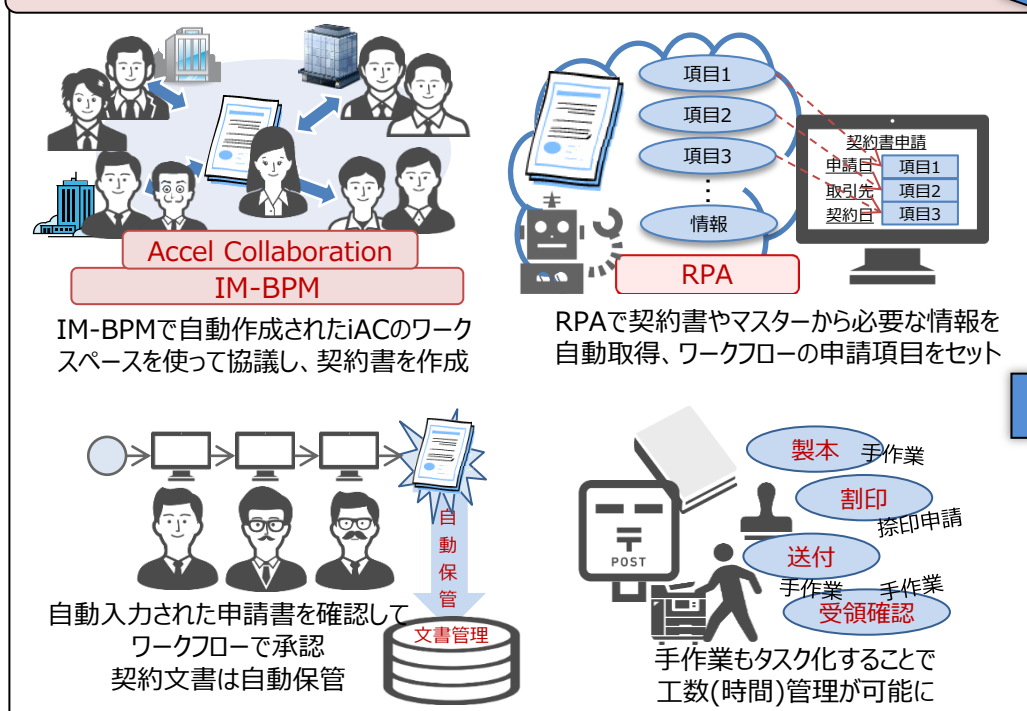 Accel Collaboration
IM-BPM
IM-BPMで自動作成されたiACのワーク
スペースを使って協議し、契約書を作成
項目1
項目2
項目3
⋮
情報
契約書申請
申請日 項目1
取引先 項目2
契約日 項目3
RPA
RPAで契約書やマスターから必要な情報を
自動取得、ワークフローの申請項目をセット
自動保管
文書管理
自動入力された申請書を確認して
ワークフローで承認
契約文書は自動保管
POST
製本 手作業
割印
捺印申請
送付
手作業 手作業
受領確認
手作業もタスク化することで
工数(時間)管理が可能に